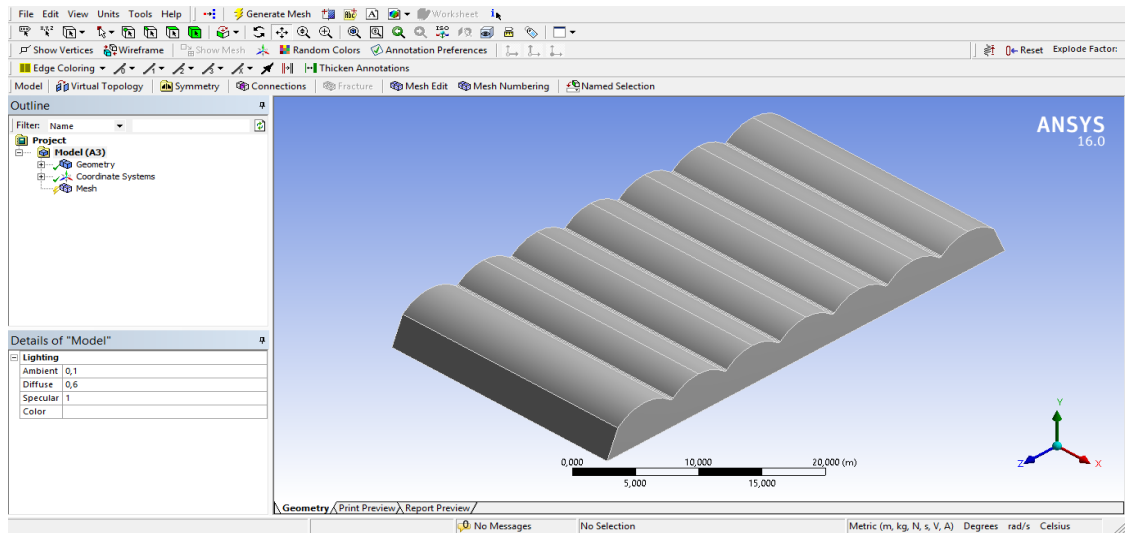 File Edit View Units Tools Help Generate Mesh A Worksheet i
Show Vertices Wireframe Show Mesh Random Colors Annotation Preferences Reset Explode Factor:
Edge Coloring Thicken Annotations
Model Virtual Topology Symmetry Connections Fracture Mesh Edit Mesh Numbering Named Selection
Outline
Filter: Name
Project
Model (A3)
Geometry
Coordinate Systems
Mesh
ANSYS
16.0
Details of "Model"
Lighting
Ambient 0,1
Diffuse 0,6
Specular 1
Color
Y
Z X
0,000 10,000 20,000 (m)
5,000 15,000
Geometry Print Preview Report Preview
0 No Messages No Selection Metric (m, kg, N, s, V, A) Degrees rad/s Celsius